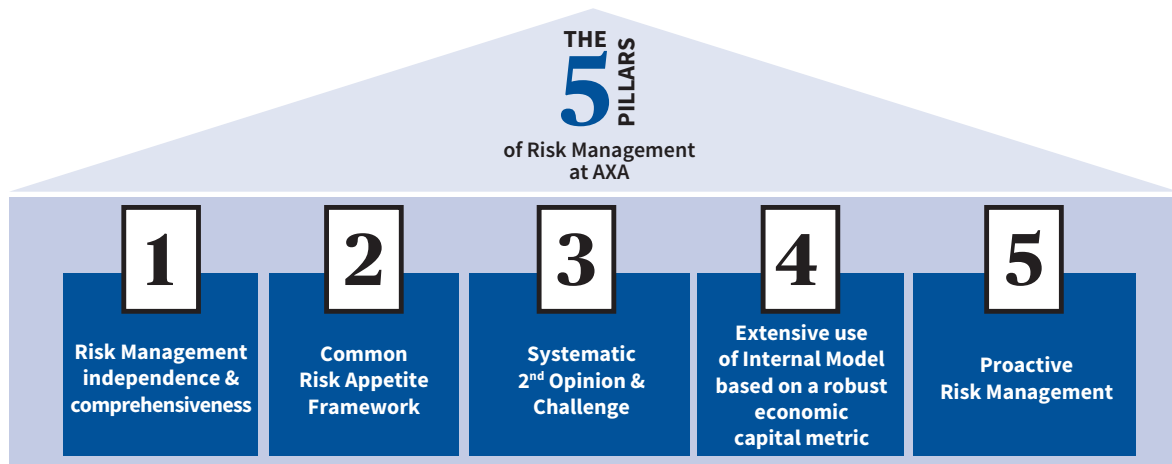 THE
5
PILLARS
of Risk Management
at AXA
1
Risk Management
independence &
comprehensiveness
2
Common
Risk Appetite
Framework
3
Systematic
2nd Opinion &
Challenge
4
Extensive use
of Internal Model
based on a robust
economic
capital metric
5
Proactive
Risk Management